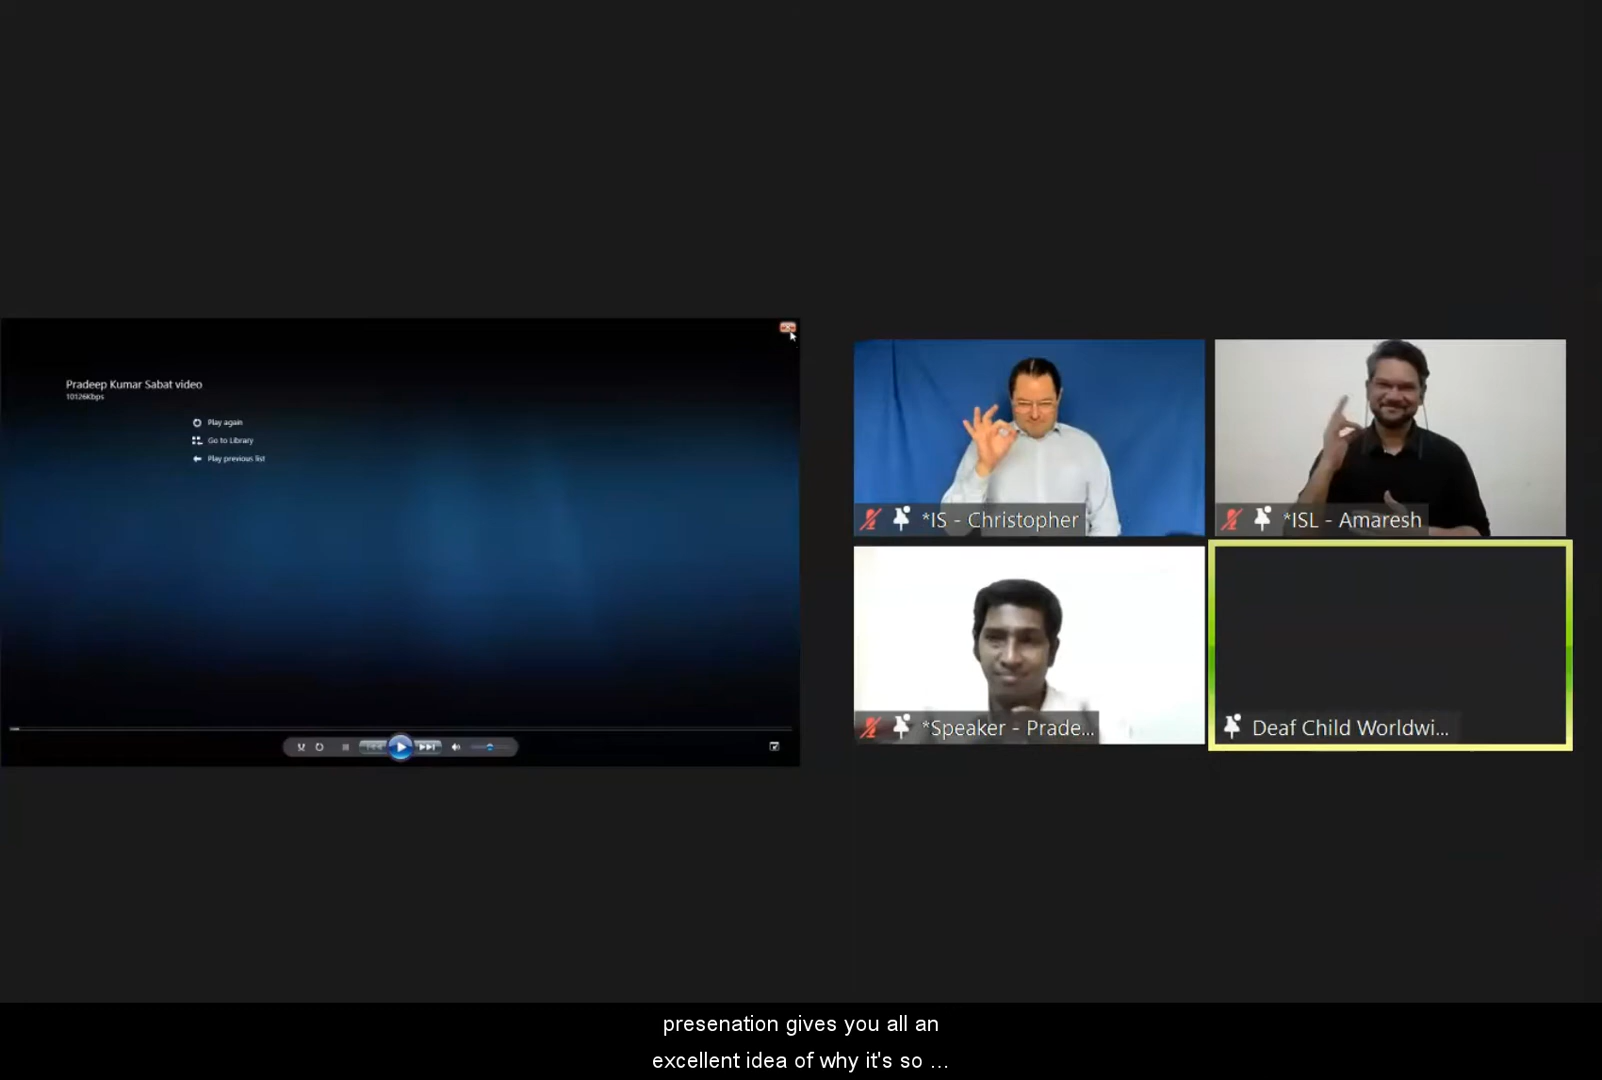 Pradeep Kumar Sabat video
10126Kbps
Play again
Go to Library
Play previous list
*IS - Christopher
*ISL - Amaresh
*Speaker - Prade...
Deaf Child Worldwi...
presenation gives you all an
excellent idea of why it's so ...